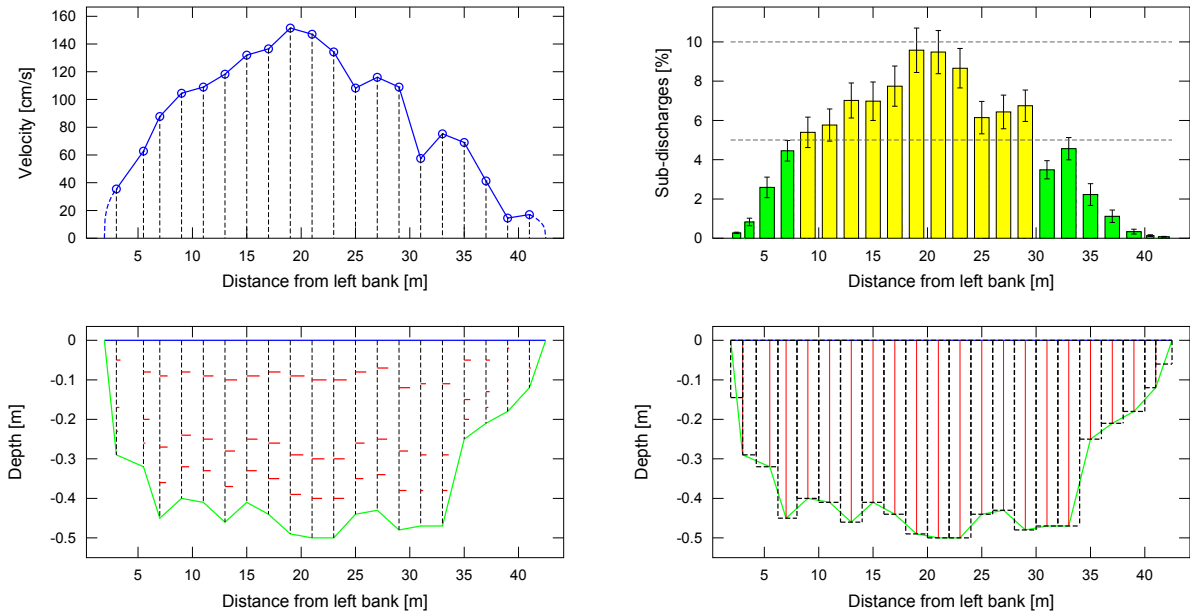 160
140
120
100
80
60
40
20
0
Velocity [cm/s]
5 10 15 20 25 30 35 40
Distance from left bank [m]
10
8
6
4
2
0
Sub-discharges [%]
5 10 15 20 25 30 35 40
Distance from left bank [m]
0
-0.1
-0.2
-0.3
-0.4
-0.5
Depth [m]
5 10 15 20 25 30 35 40
Distance from left bank [m]
0
-0.1
-0.2
-0.3
-0.4
-0.5
Depth [m]
5 10 15 20 25 30 35 40
Distance from left bank [m]